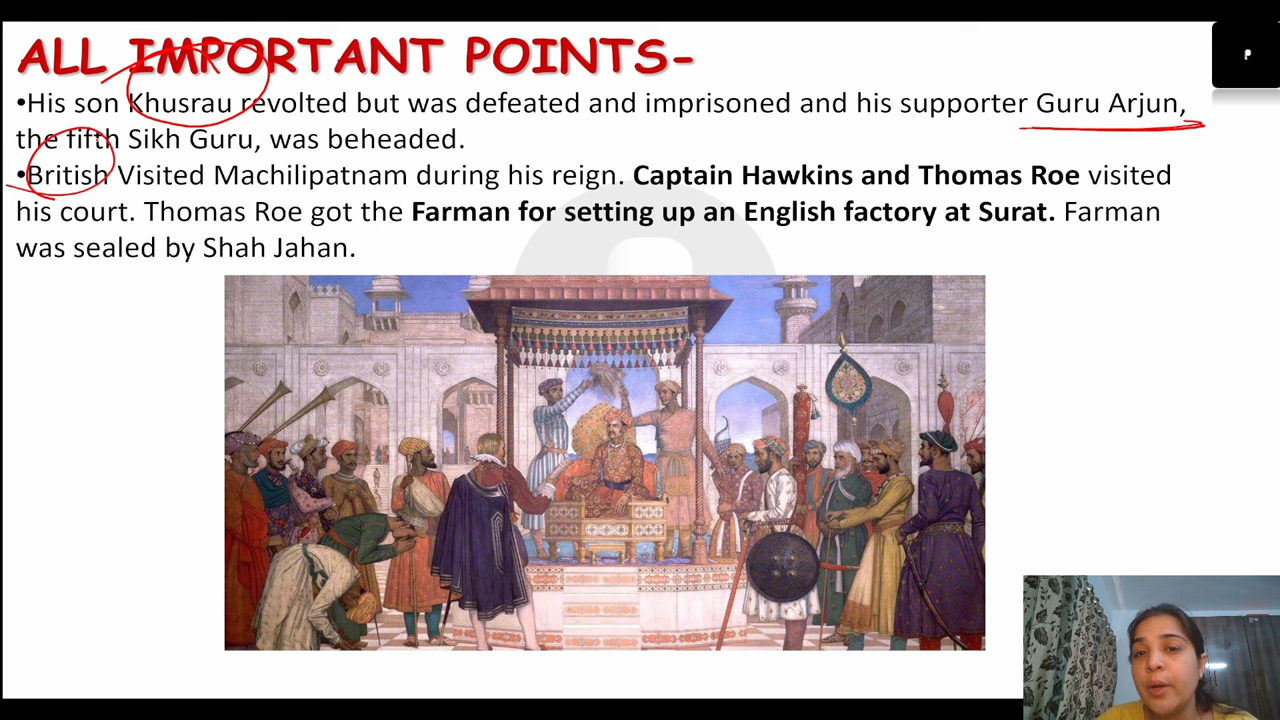 ALL IMPORTANT POINTS-
P
•His son Khusrau revolted but was defeated and imprisoned and his supporter Guru Arjun,
the fifth Sikh Guru, was beheaded.
•British Visited Machilipatnam during his reign. Captain Hawkins and Thomas Roe visited
his court. Thomas Roe got the Farman for setting up an English factory at Surat. Farman
was sealed by Shah Jahan.